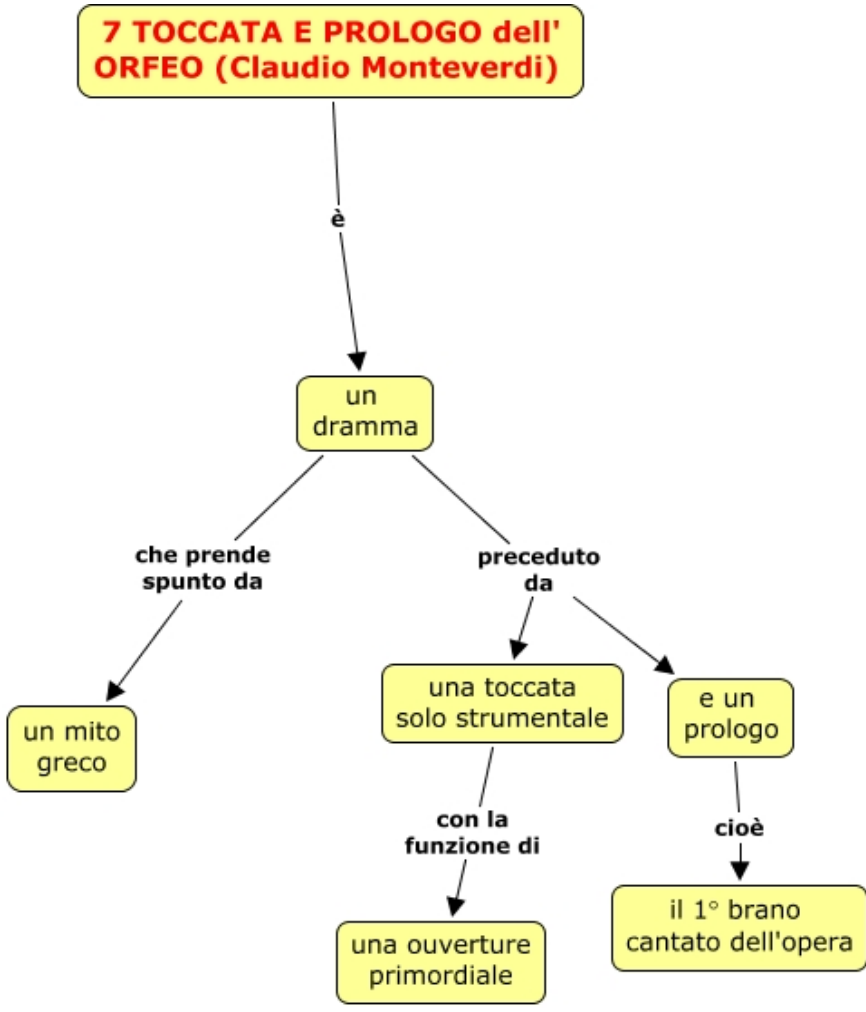 7 TOCCATA E PROLOGO dell'
ORFEO (Claudio Monteverdi)
è
un
dramma
che prende
spunto da
un mito
greco
preceduto
da
una toccata
solo strumentale
con la
funzione di
una ouverture
primordiale
e un
prologo
cioè
il 1° brano
cantato dell'opera